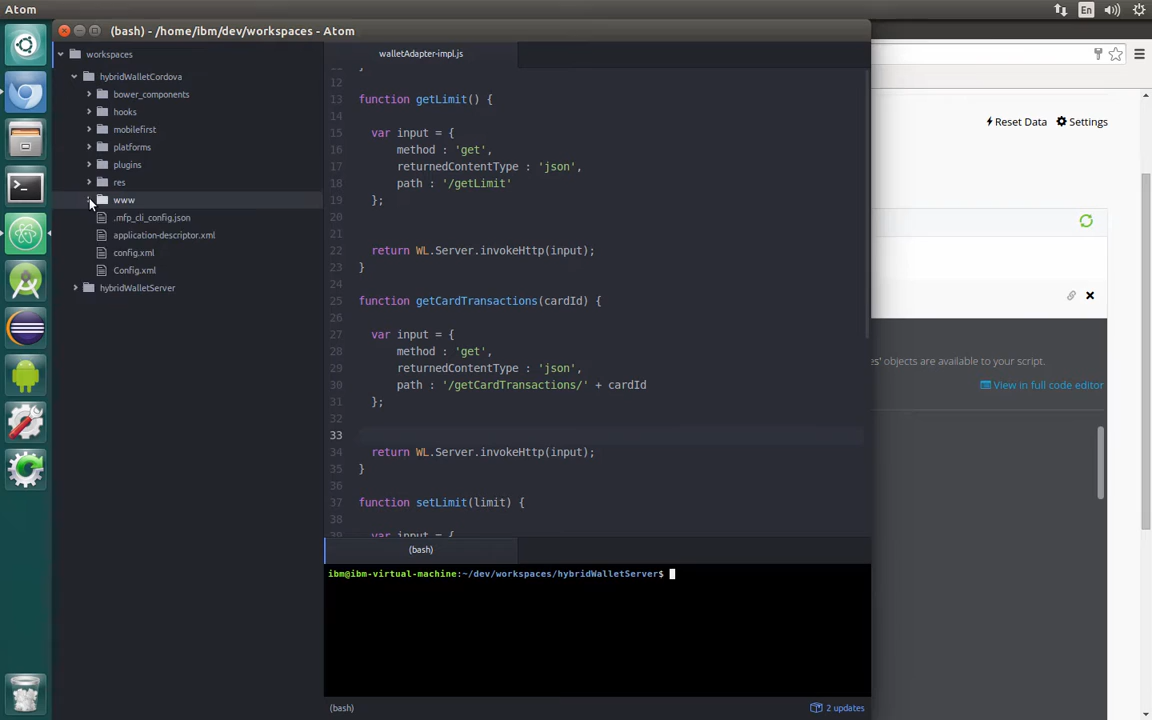 Atom
En
(bash) - /home/ibm/dev/workspaces - Atom
workspaces
hybridWalletCordova
bower_components
hooks
mobilefirst
platforms
plugins
res
www
.mfp_cli_config.json
application-descriptor.xml
config.xml
Config.xml
hybridWalletServer
walletAdapter-impl.js
12
13 function getLimit() {
14
15 var input = {
16 method : 'get',
17 returnedContentType : 'json',
18 path : '/getLimit'
19 };
20
21
22 return WL.Server.invokeHttp(input);
23 }
24
25 function getCardTransactions(cardId) {
26
27 var input = {
28 method : 'get',
29 returnedContentType : 'json',
30 path : '/getCardTransactions/' + cardId
31 };
32
33
34 return WL.Server.invokeHttp(input);
35 }
36
37 function setLimit(limit) {
38
39 var input = {
(bash)
ibm@ibm-virtual-machine:~/dev/workspaces/hybridWalletServer$
(bash)
2 updates
Reset Data Settings
es' objects are available to your script.
View in full code editor